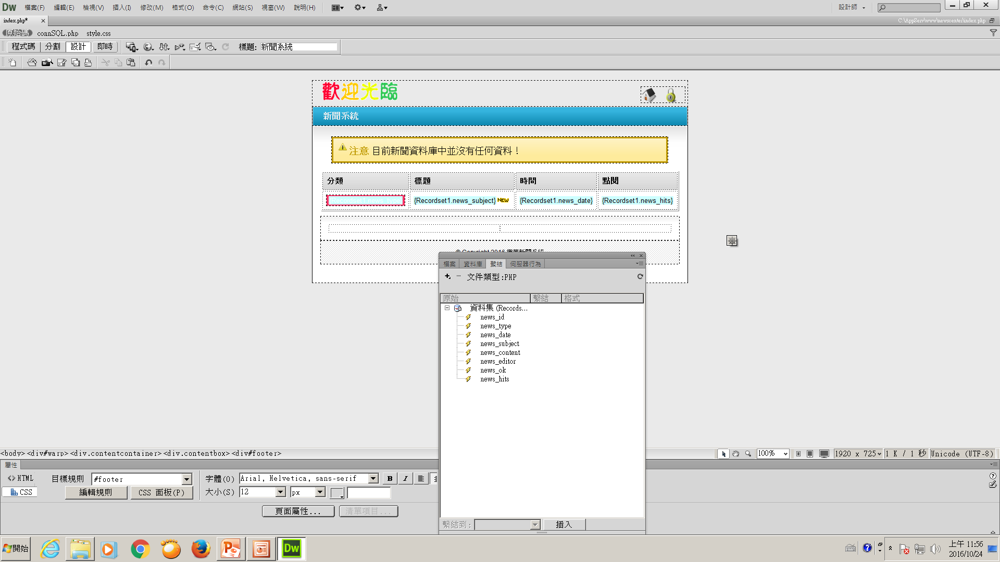 Dw 檔案(F) 編輯(E) 檢視(V) 插入(I) 修改(M) 格式(O) 命令(C) 網站(S) 視窗(W) 說明(H) 設計師
index.php* C:\AppServ\www\newscenter\index.php
原始碼 connSQL.php style.css
程式碼 分割 設計 即時 標題: 新聞系統
歡迎光臨
新聞系統
注意 目前新聞資料庫中並沒有任何資料！
分類 標題 時間 點閱
{Recordset1.news_type} {Recordset1.news_subject} NEW {Recordset1.news_date} {Recordset1.news_hits}
© Copyright 2016
檔案 資料庫 繫結 伺服器行為
文件類型:PHP
原始 繫結 格式
資料集 (Records...
news_id
news_type
news_date
news_subject
news_content
news_editor
news_ok
news_hits
繫結到: 插入
<body> <div#warp> <div.contentcontainer> <div.contentbox> <div#footer> 100% 1920 x 725 1 K / 1 秒 Unicode (UTF-8)
屬性
<> HTML 目標規則 #footer 字體(O) Arial, Helvetica, sans-serif B I
CSS 編輯規則 CSS 面板(P) 大小(S) 12 px
頁面屬性... 清單項目...
開始 Dw 上午 11:56
2016/10/24